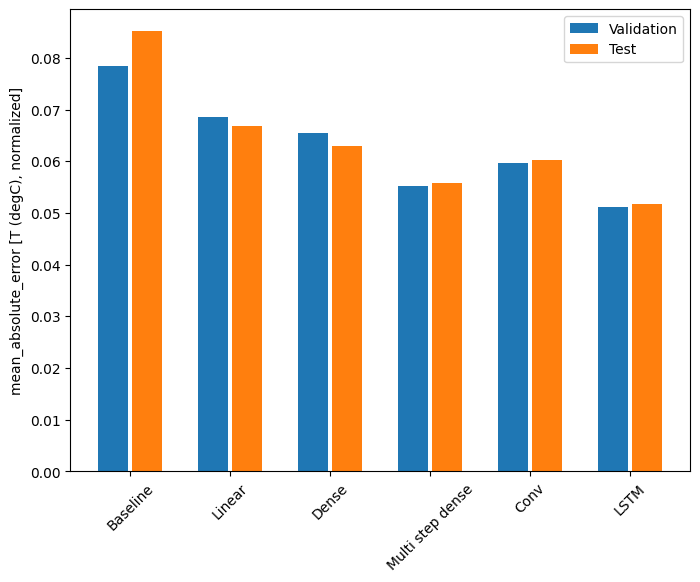 mean_absolute_error [T (degC), normalized]
0.08
0.07
0.06
0.05
0.04
0.03
0.02
0.01
0.00
Validation
Test
Baseline
Linear
Dense
Multi step dense
Conv
LSTM